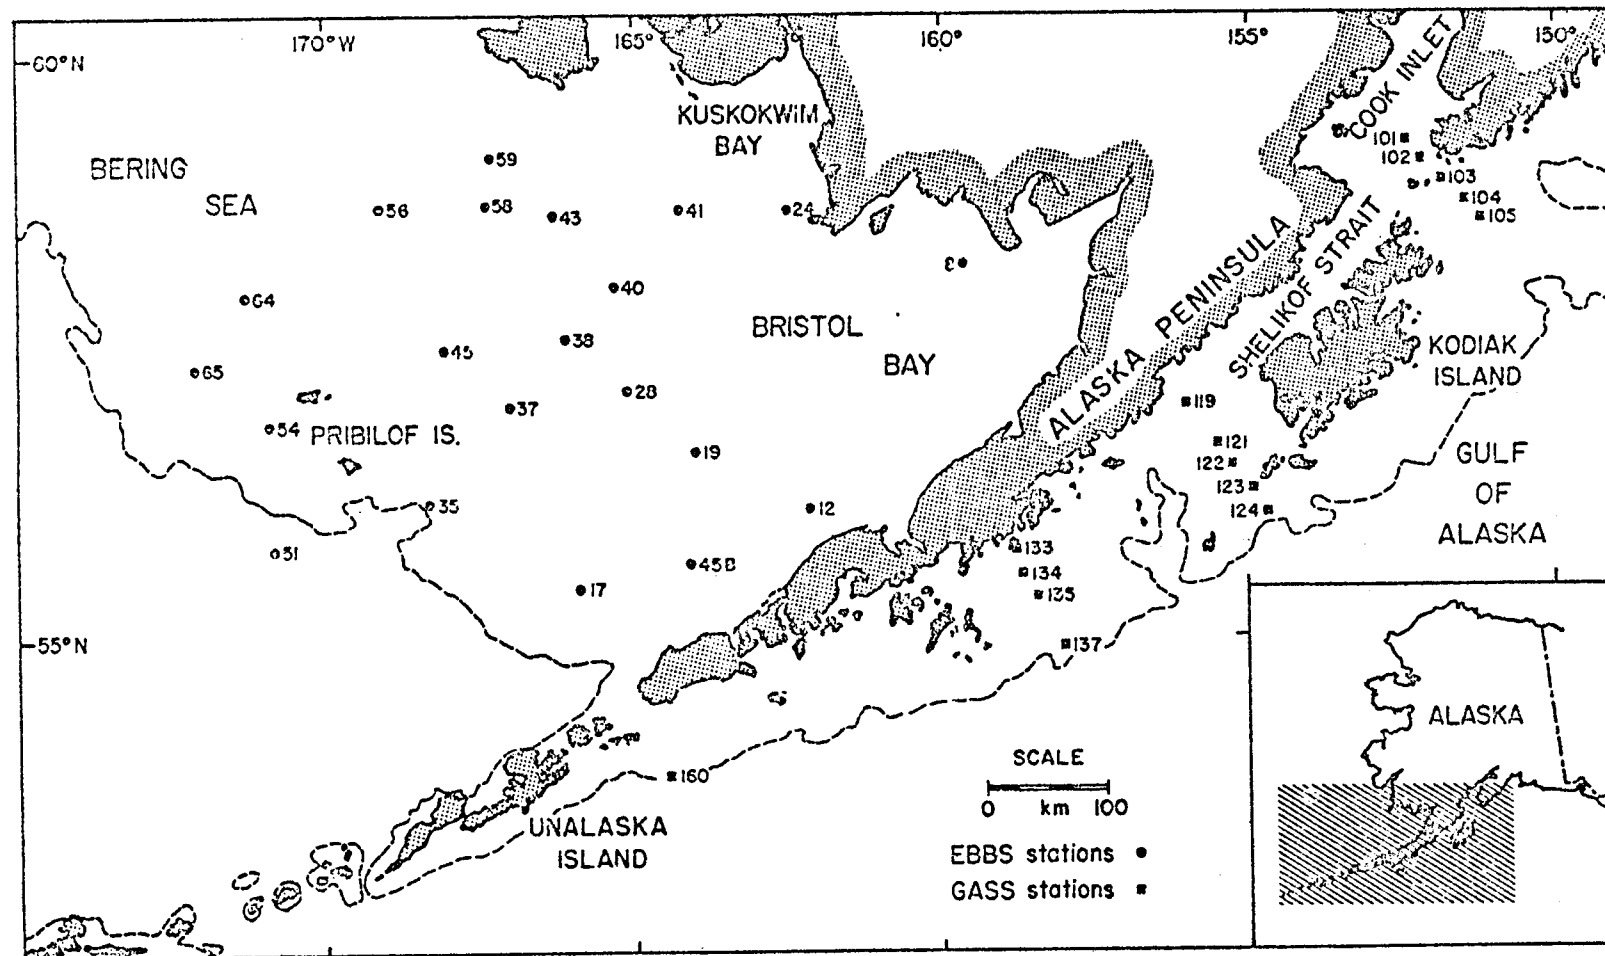 170°W
165°
160°
155°
150°
60°N
COOK INLET
KUSKOKWIM
BAY
101
102
103
104
105
BERING
SEA
59
56
58
43
41
24
3
64
40
BRISTOL
BAY
ALASKA PENINSULA
SHELIKOF STRAIT
KODIAK
ISLAND
65
45
38
37
28
119
54
PRIBILOF IS.
19
121
122
123
124
GULF
OF
ALASKA
35
12
51
17
45B
133
134
135
137
55°N
160
UNALASKA
ISLAND
SCALE
0 km 100
EBBS stations
GASS stations
ALASKA